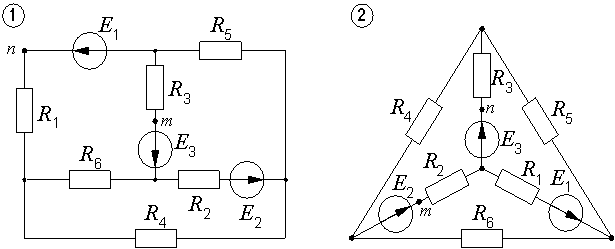 1 2
E1 R5
n
R3 R3
R1 m n R4 R5
E3 E3
R6 R2 R1
R2 E2 E2 E1
m
R4 R6